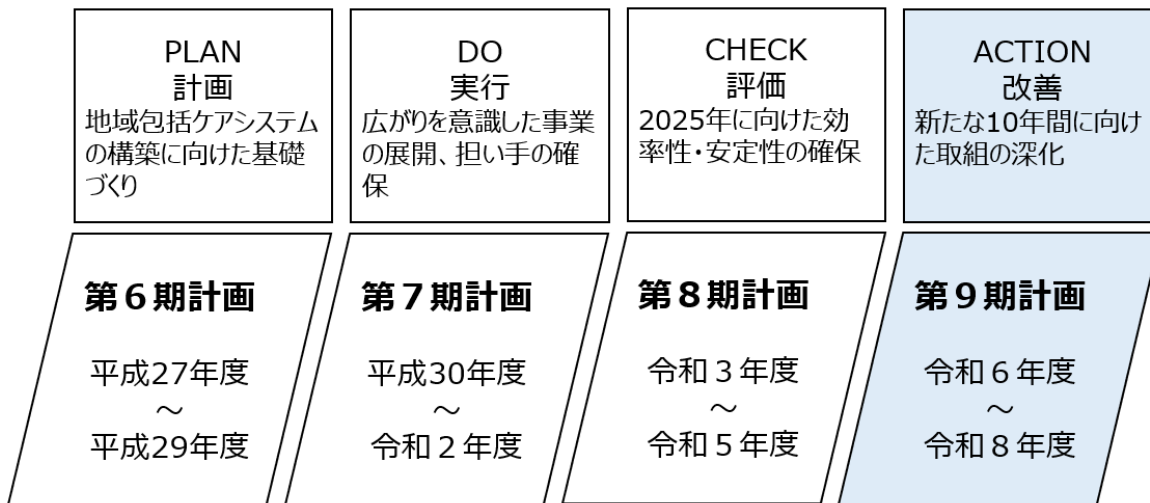 PLAN
計画
地域包括ケアシステム
の構築に向けた基礎
づくり
DO
実行
広がりを意識した事業
の展開、担い手の確
保
CHECK
評価
2025年に向けた効
率性・安定性の確保
ACTION
改善
新たな10年間に向け
た取組の深化
第６期計画
平成27年度
～
平成29年度
第７期計画
平成30年度
～
令和２年度
第８期計画
令和３年度
～
令和５年度
第９期計画
令和６年度
～
令和８年度